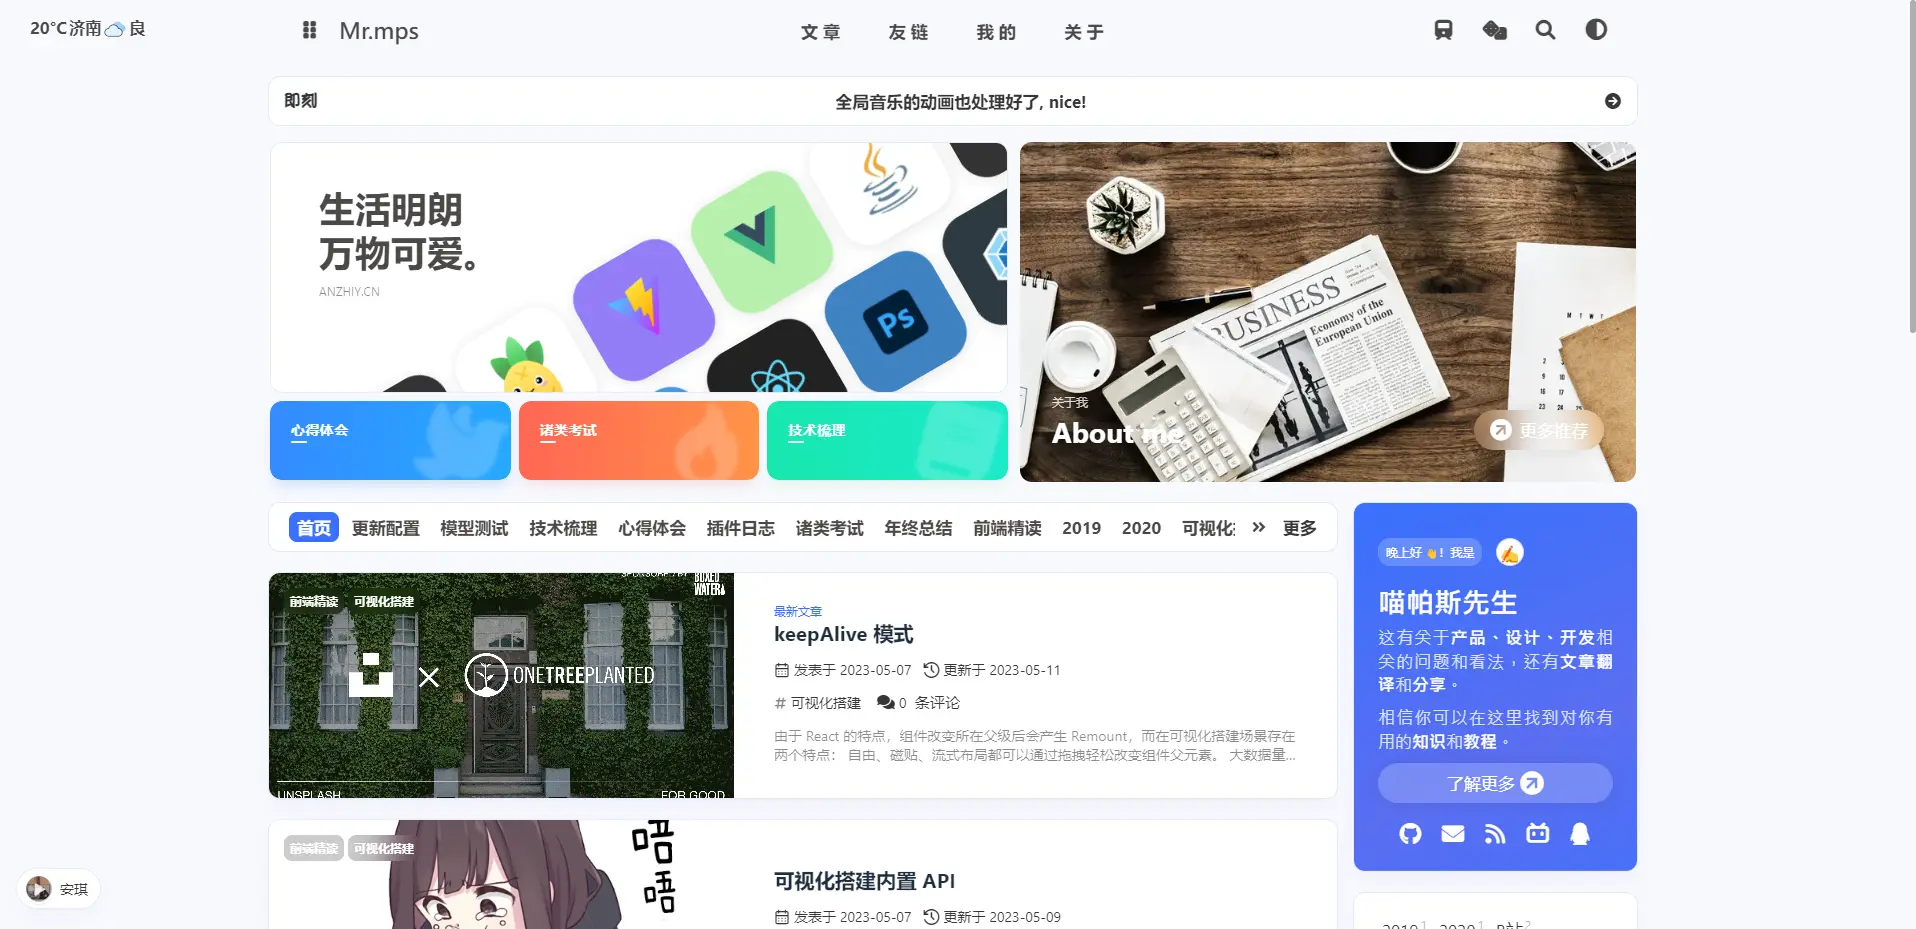 20°C 济南 良
Mr.mps
文章 友链 我的 关于
即刻
全局音乐的动画也处理好了, nice!
生活明朗
万物可爱。
ANZHIY.CN
Ps
BUSINESS
Economy of the
European Union
关于我
About me.
更多推荐
心得体会
诸类考试
技术梳理
首页 更新配置 模型测试 技术梳理 心得体会 插件日志 诸类考试 年终总结 前端精读 2019 2020 可视化 更多
前端精读 可视化搭建
BOXED
WATER
ONETREEPLANTED
UNSPLASH
FOR GOOD
最新文章
keepAlive 模式
发表于 2023-05-07 更新于 2023-05-11
# 可视化搭建 0 条评论
由于 React 的特点，组件改变所在父级后会产生 Remount，而在可视化搭建场景存在
两个特点： 自由、磁贴、流式布局都可以通过拖拽轻松改变组件父元素。 大数据量...
前端精读 可视化搭建
唔
唔
可视化搭建内置 API
发表于 2023-05-07 更新于 2023-05-09
晚上好👋！我是
喵帕斯先生
这有关于产品、设计、开发相
关的问题和看法，还有文章翻
译和分享。
相信你可以在这里找到对你有
用的知识和教程。
了解更多
2019 1 2020 1 B站 2
安琪